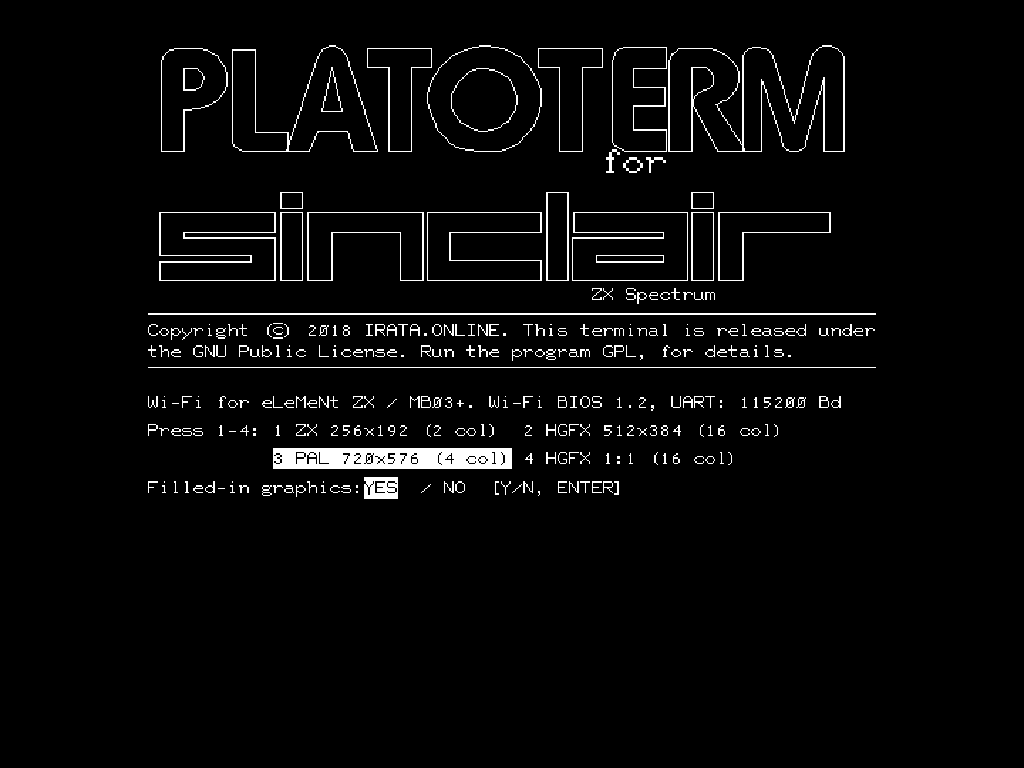 PLATOTERM
for
sinclair
ZX Spectrum
Copyright © 2018 IRATA.ONLINE. This terminal is released under
the GNU Public License. Run the program GPL, for details.
Wi-Fi for eLeMeNt ZX / MB03+. Wi-Fi BIOS 1.2, UART: 115200 Bd
Press 1-4: 1 ZX 256x192 (2 col) 2 HGFX 512x384 (16 col)
3 PAL 720x576 (4 col) 4 HGFX 1:1 (16 col)
Filled-in graphics: YES / NO [Y/N, ENTER]